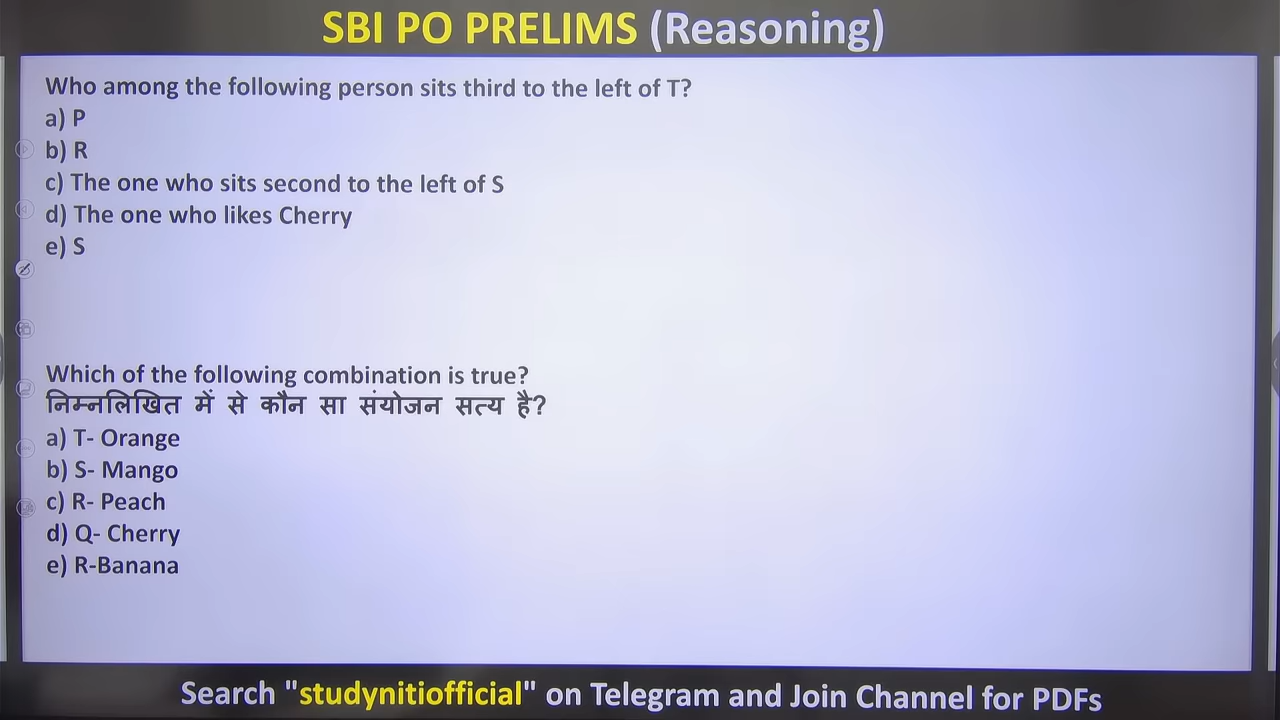 SBI PO PRELIMS (Reasoning)
Who among the following person sits third to the left of T?
a) P
b) R
c) The one who sits second to the left of S
d) The one who likes Cherry
e) S
Which of the following combination is true?
निम्नलिखित में से कौन सा संयोजन सत्य है?
a) T- Orange
b) S- Mango
c) R- Peach
d) Q- Cherry
e) R-Banana
Search "studynitiofficial" on Telegram and Join Channel for PDFs